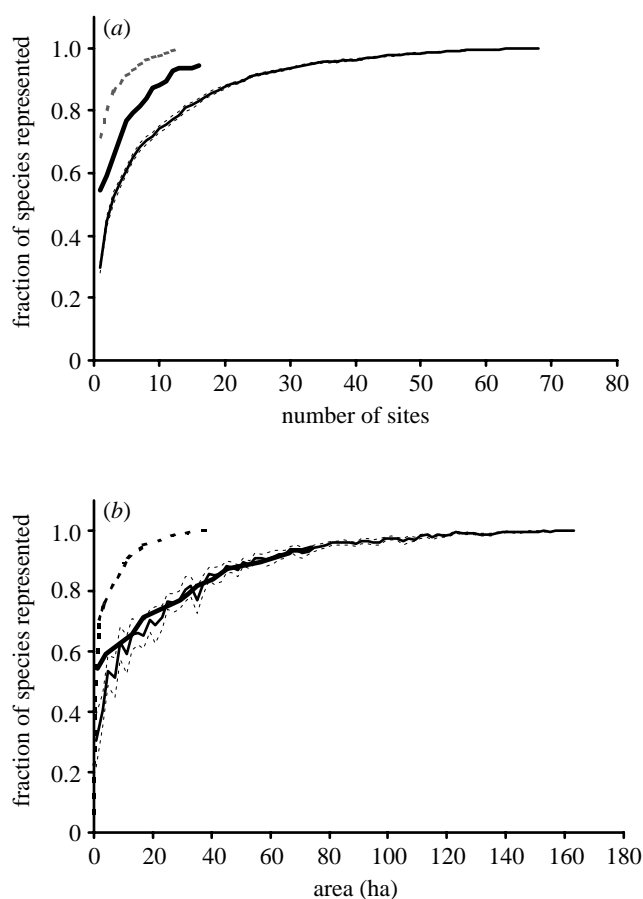 (a)
1.0
0.8
0.6
0.4
0.2
0
fraction of species represented
0 10 20 30 40 50 60 70 80
number of sites
(b)
1.0
0.8
0.6
0.4
0.2
0
fraction of species represented
0 20 40 60 80 100 120 140 160 180
area (ha)